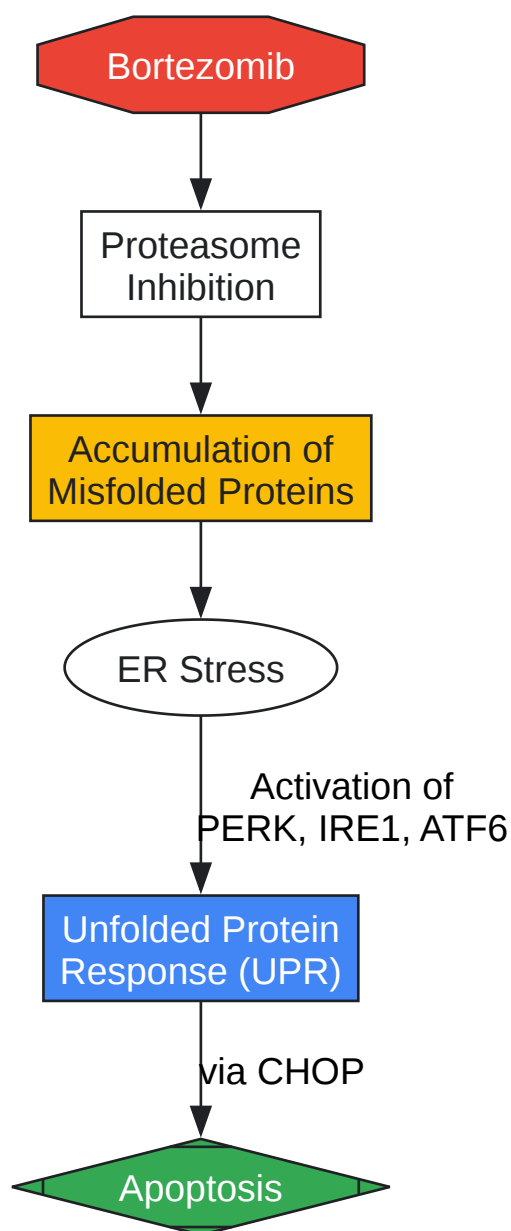 Bortezomib
Proteasome
Inhibition
Accumulation of
Misfolded Proteins
ER Stress
Activation of
PERK, IRE1, ATF6
Unfolded Protein
Response (UPR)
via CHOP
Apoptosis